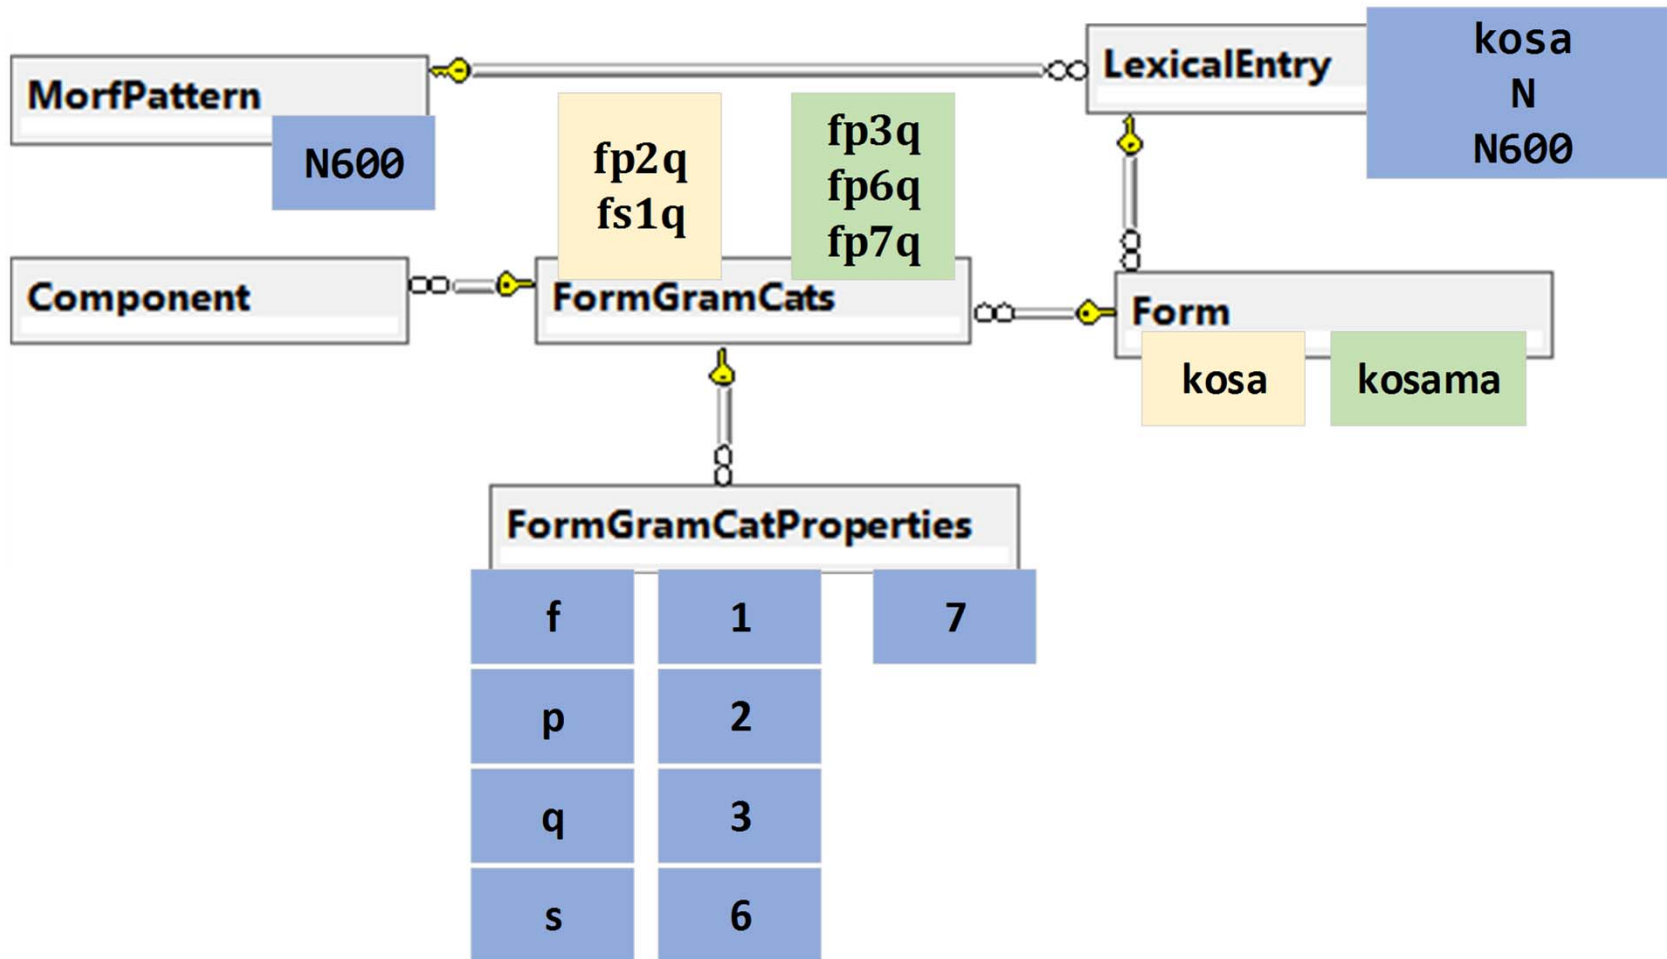 MorfPattern
N600
LexicalEntry
kosa
N
N600
fp2q
fs1q
fp3q
fp6q
fp7q
Component
FormGramCats
Form
kosa
kosama
FormGramCatProperties
f
1
7
p
2
q
3
s
6